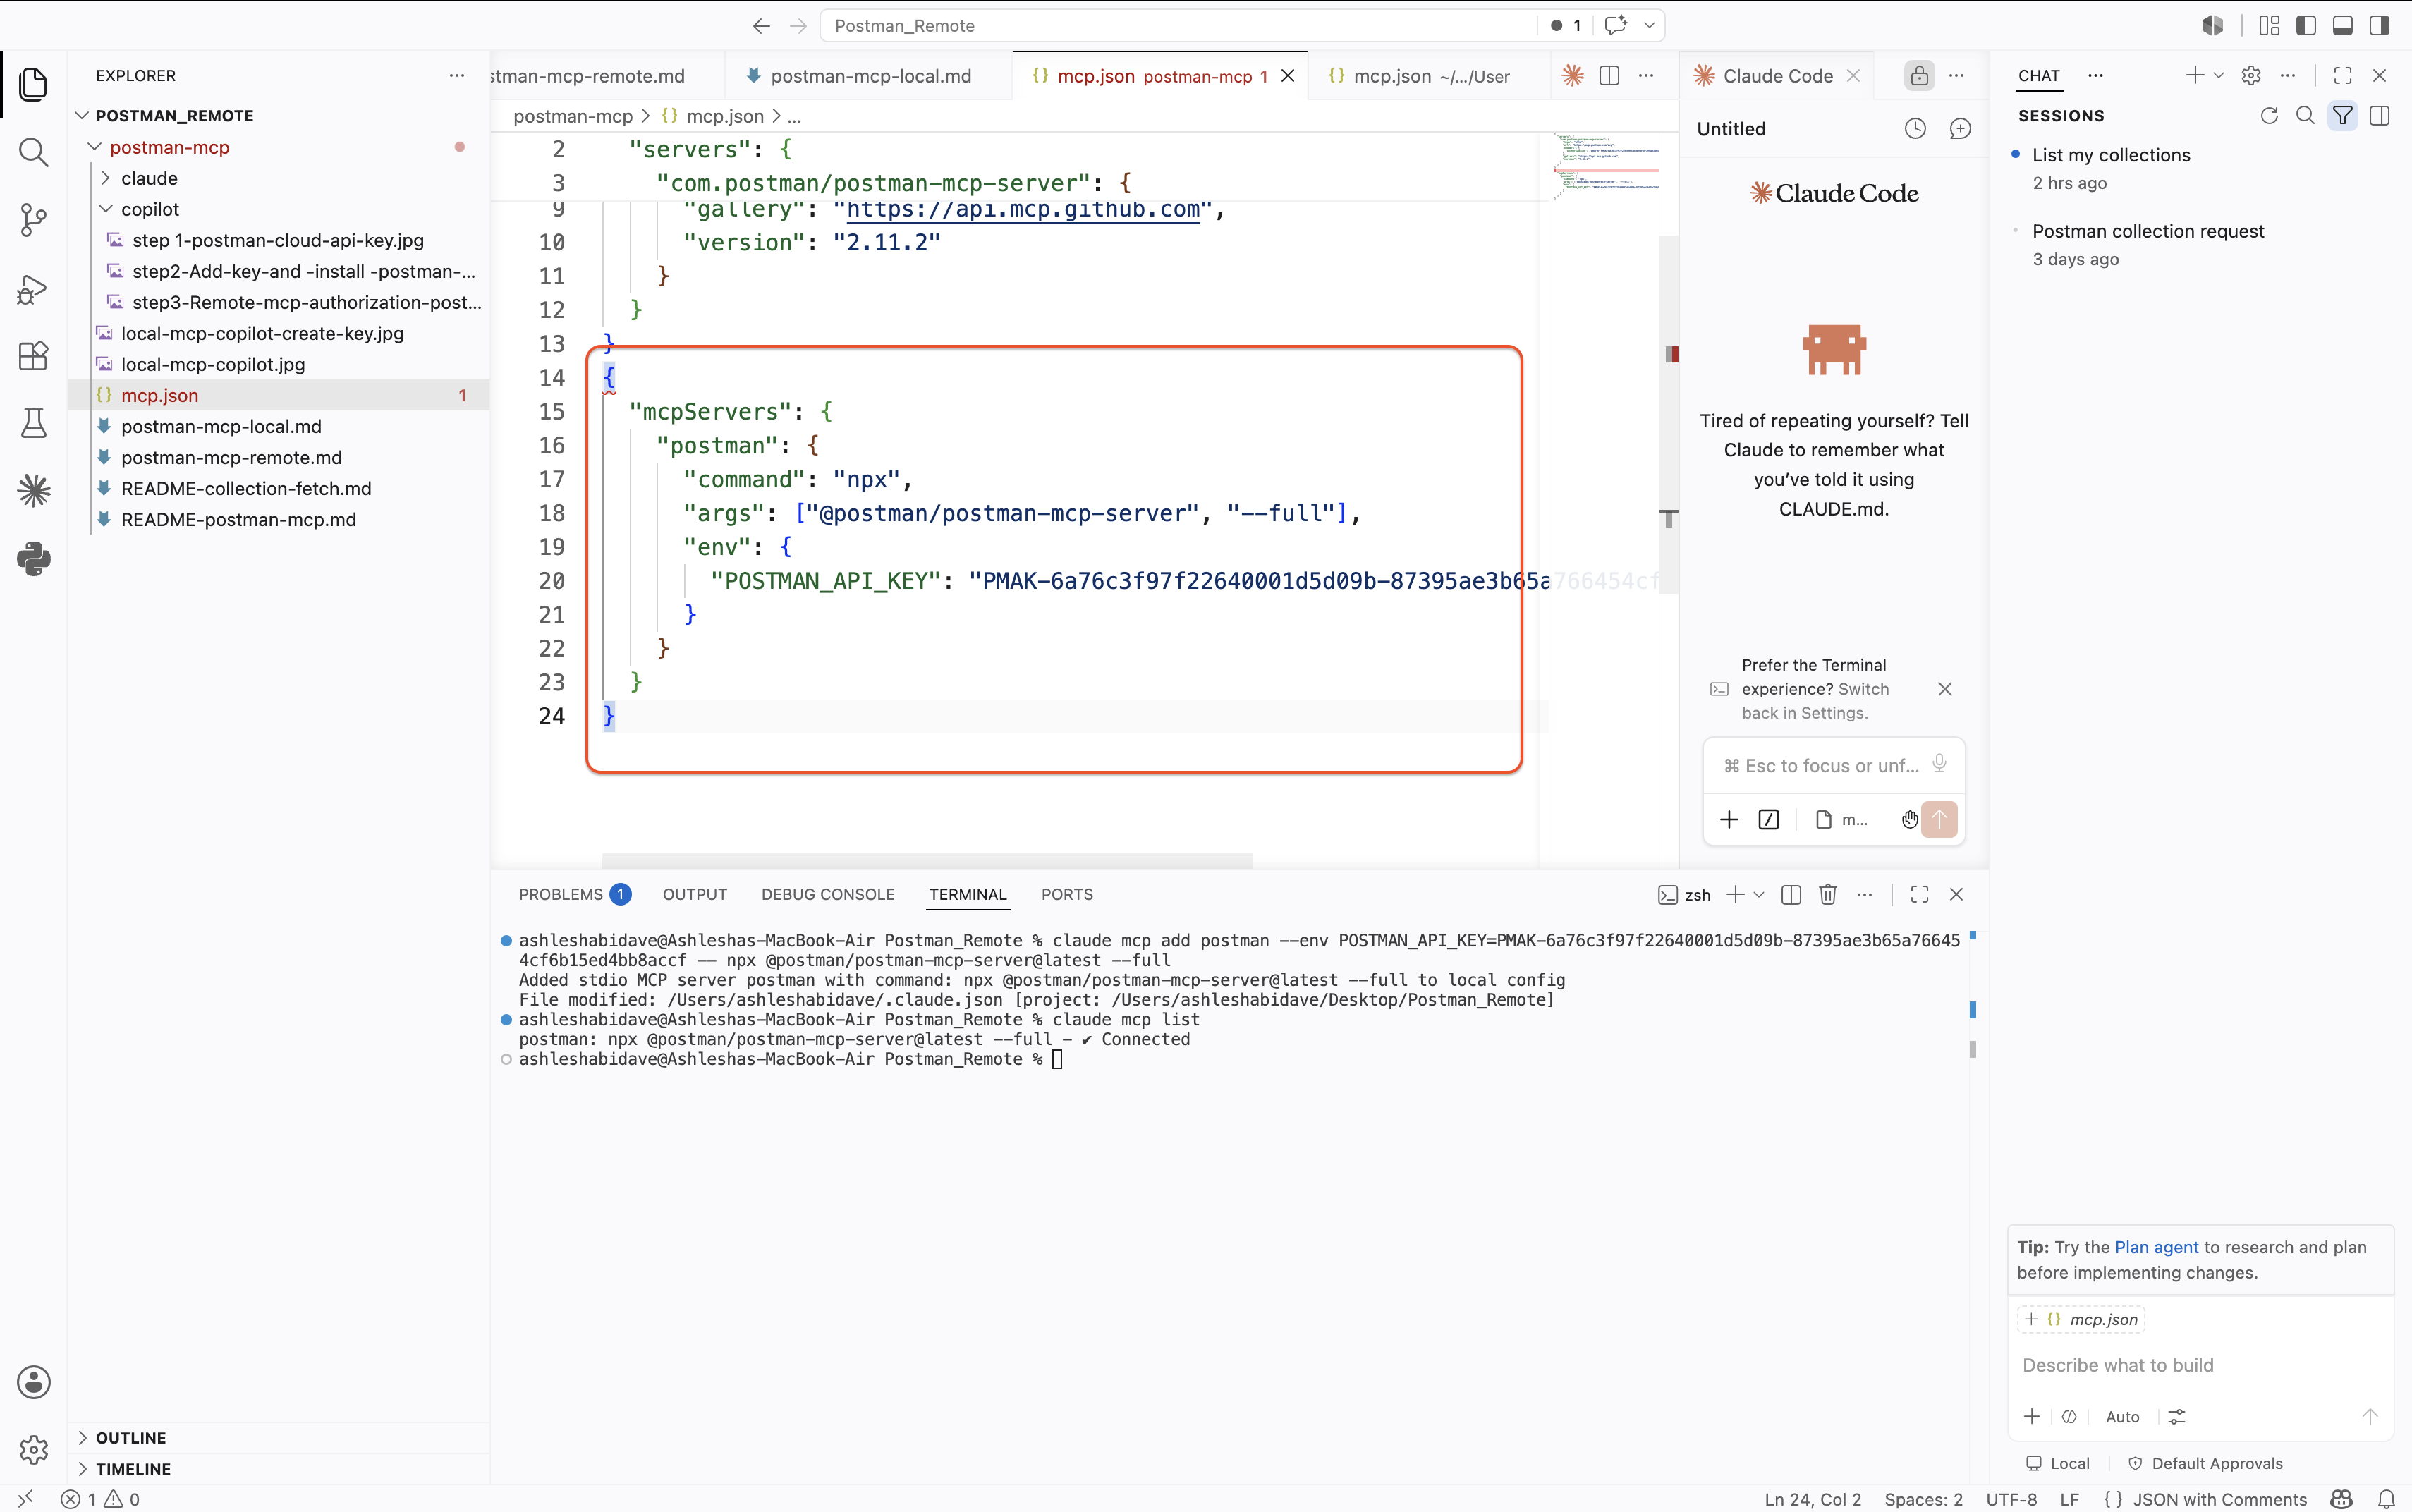 Postman_Remote
1
EXPLORER
POSTMAN_REMOTE
postman-mcp
claude
copilot
step 1-postman-cloud-api-key.jpg
step2-Add-key-and -install -postman-...
step3-Remote-mcp-authorization-post...
local-mcp-copilot-create-key.jpg
local-mcp-copilot.jpg
mcp.json 1
postman-mcp-local.md
postman-mcp-remote.md
README-collection-fetch.md
README-postman-mcp.md
OUTLINE
TIMELINE
stman-mcp-remote.md
postman-mcp-local.md
{} mcp.json postman-mcp 1
{} mcp.json ~/.../User
postman-mcp > {} mcp.json > ...
2 "servers": {
3 "com.postman/postman-mcp-server": {
9 "gallery": "https://api.mcp.github.com",
10 "version": "2.11.2"
11 }
12 }
13 }
14 {
15 "mcpServers": {
16 "postman": {
17 "command": "npx",
18 "args": ["@postman/postman-mcp-server", "--full"],
19 "env": {
20 "POSTMAN_API_KEY": "PMAK-6a76c3f97f22640001d5d09b-87395ae3b65a766454cf
21 }
22 }
23 }
24 }
Claude Code
Untitled
Claude Code
Tired of repeating yourself? Tell
Claude to remember what
you've told it using
CLAUDE.md.
Prefer the Terminal
experience? Switch
back in Settings.
⌘ Esc to focus or unf...
m...
PROBLEMS 1 OUTPUT DEBUG CONSOLE TERMINAL PORTS
zsh
ashleshabidave@Ashleshas-MacBook-Air Postman_Remote % claude mcp add postman --env POSTMAN_API_KEY=PMAK-6a76c3f97f22640001d5d09b-87395ae3b65a76645
4cf6b15ed4bb8accf -- npx @postman/postman-mcp-server@latest --full
Added stdio MCP server postman with command: npx @postman/postman-mcp-server@latest --full to local config
File modified: /Users/ashleshabidave/.claude.json [project: /Users/ashleshabidave/Desktop/Postman_Remote]
ashleshabidave@Ashleshas-MacBook-Air Postman_Remote % claude mcp list
postman: npx @postman/postman-mcp-server@latest --full - ✔ Connected
ashleshabidave@Ashleshas-MacBook-Air Postman_Remote %
CHAT
SESSIONS
List my collections
2 hrs ago
Postman collection request
3 days ago
Tip: Try the Plan agent to research and plan
before implementing changes.
{} mcp.json
Describe what to build
Auto
Local
Default Approvals
1 0
Ln 24, Col 2 Spaces: 2 UTF-8 LF {} JSON with Comments